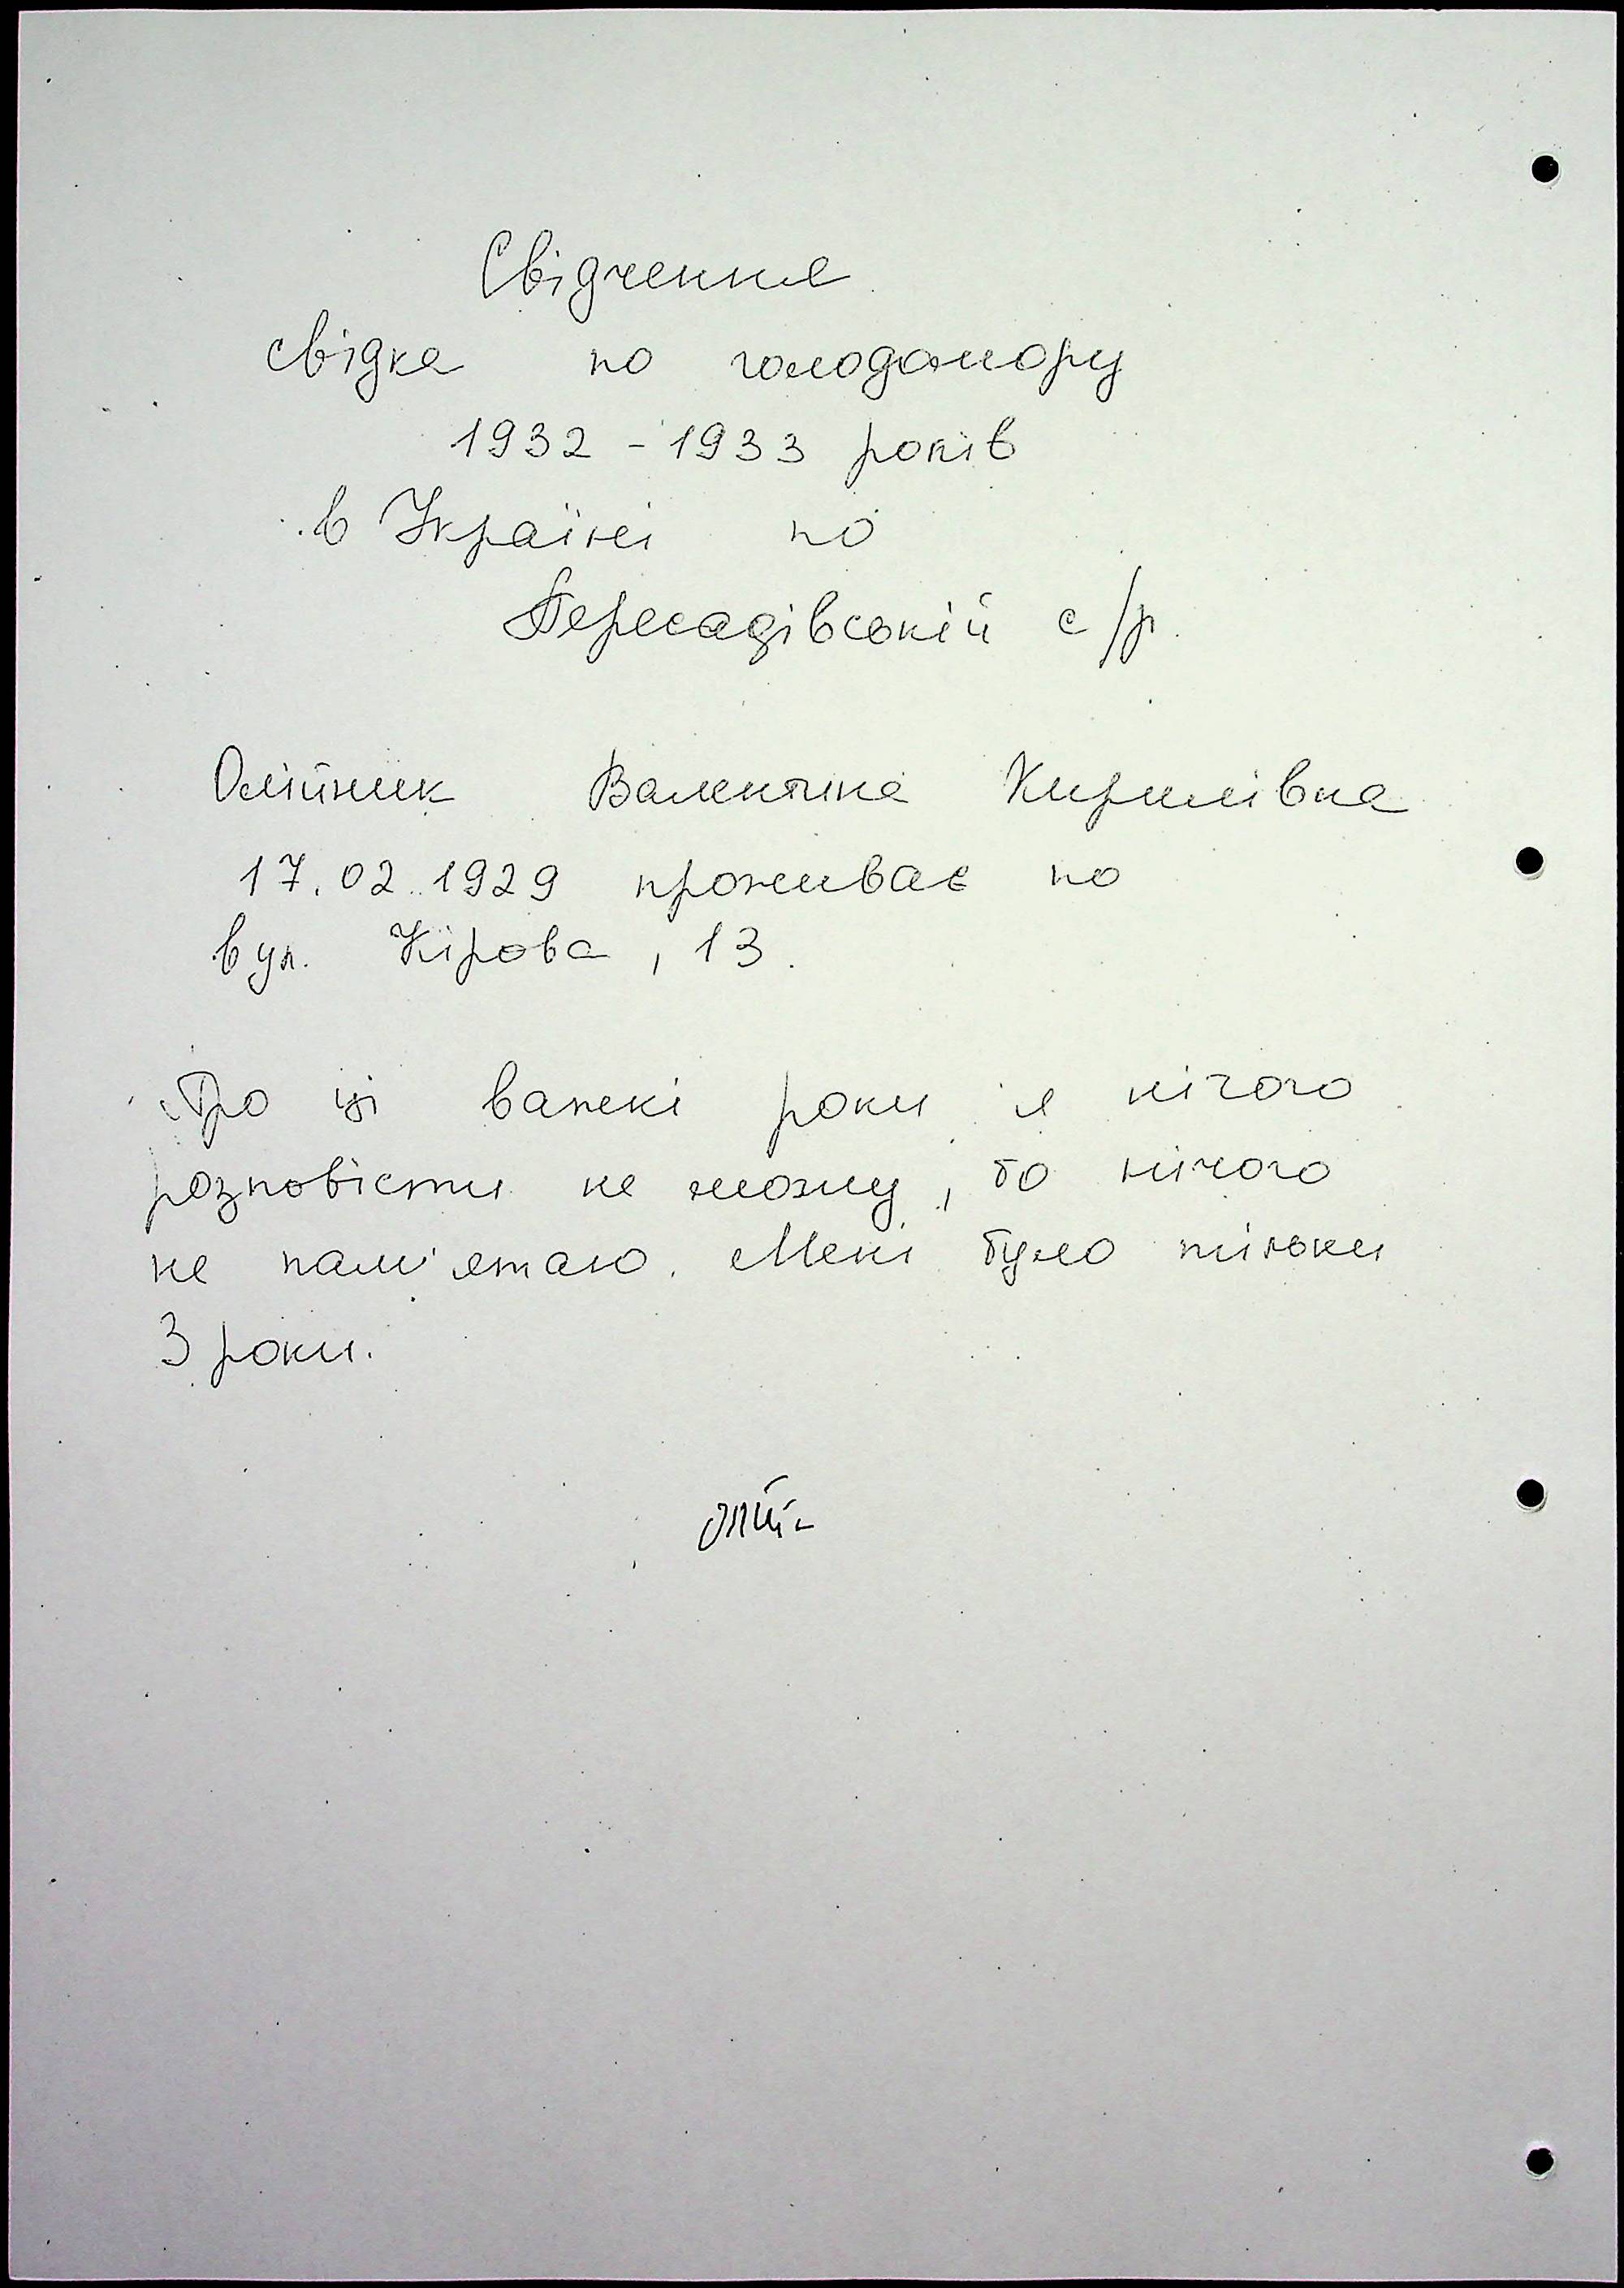 Свідчення
свідка по голодомору
1932 - 1933 років
в Україні по
Пересадівській с/р.
Олійник Валентина Кирилівна
17.02.1929 проживає по
вул. Кірова, 13.
Про ці важкі роки я нічого
розповісти не можу, бо нічого
не пам'ятаю. Мені було тільки
3 роки.